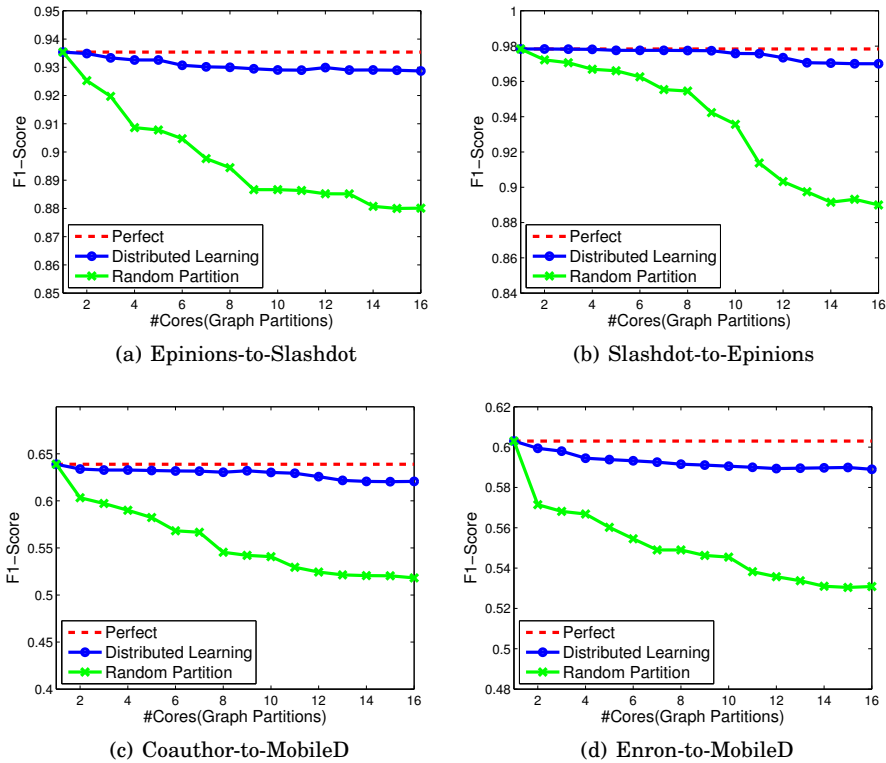 0.95
0.94
0.93
0.92
0.91
0.9
0.89
0.88
0.87
0.86
0.85
F1−Score
Perfect
Distributed Learning
Random Partition
2 4 6 8 10 12 14 16
#Cores(Graph Partitions)
(a) Epinions-to-Slashdot
1
0.98
0.96
0.94
0.92
0.9
0.88
0.86
0.84
F1−Score
Perfect
Distributed Learning
Random Partition
2 4 6 8 10 12 14 16
#Cores(Graph Partitions)
(b) Slashdot-to-Epinions
0.65
0.6
0.55
0.5
0.45
0.4
F1−Score
Perfect
Distributed Learning
Random Partition
2 4 6 8 10 12 14 16
#Cores(Graph Partitions)
(c) Coauthor-to-MobileD
0.62
0.6
0.58
0.56
0.54
0.52
0.5
0.48
F1−Score
Perfect
Distributed Learning
Random Partition
2 4 6 8 10 12 14 16
#Cores(Graph Partitions)
(d) Enron-to-MobileD